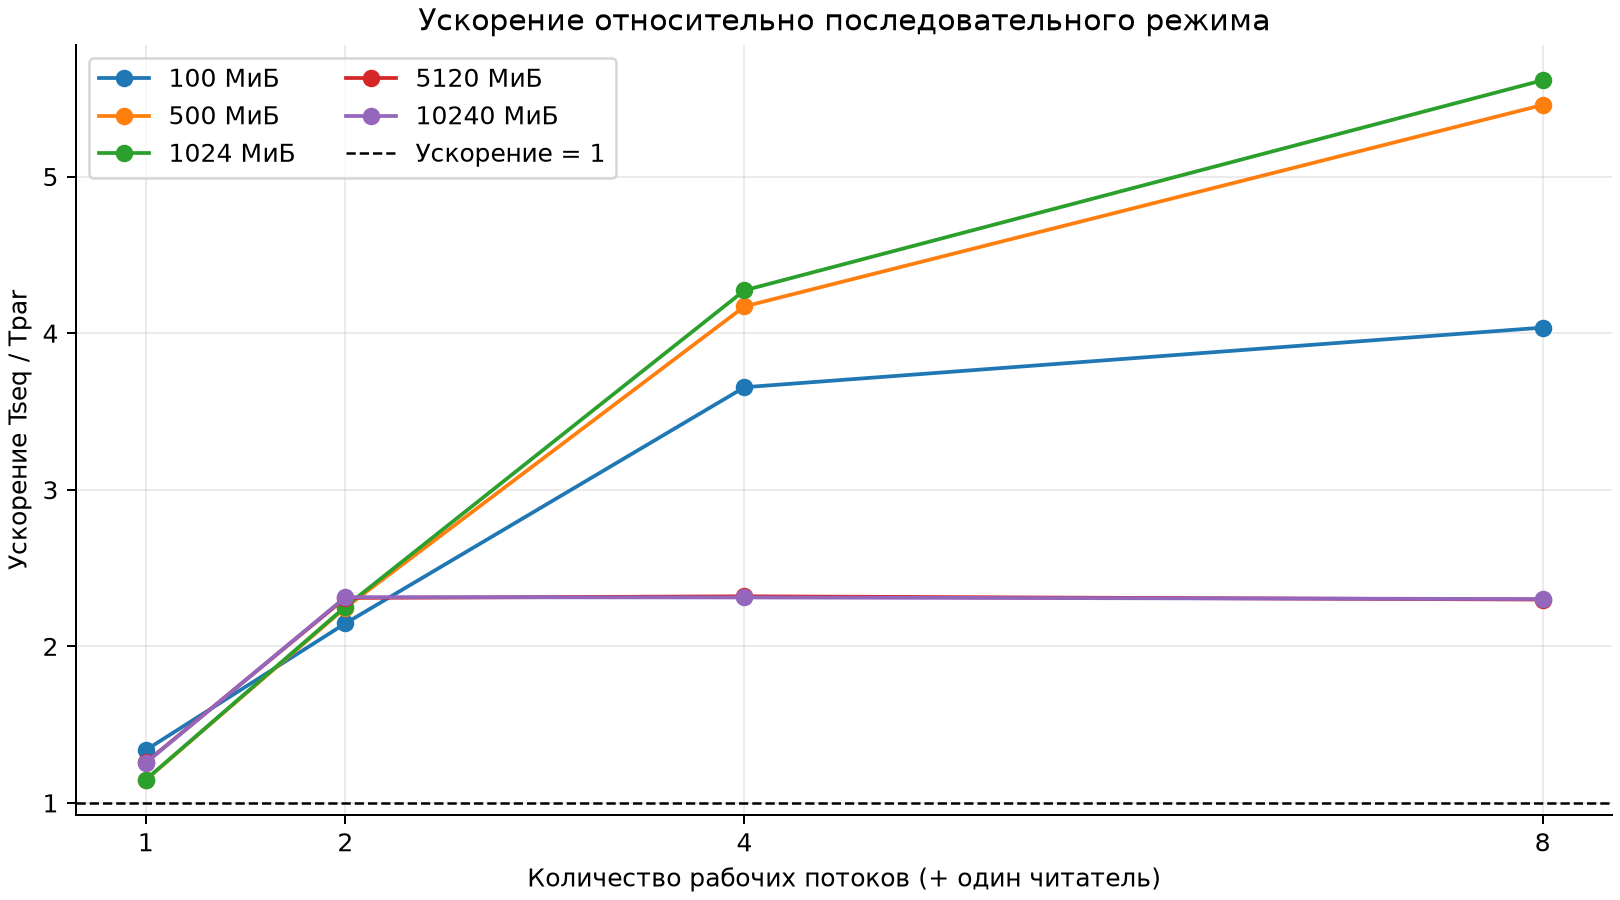 Ускорение относительно последовательного режима
100 МиБ
500 МиБ
1024 МиБ
5120 МиБ
10240 МиБ
Ускорение = 1
Ускорение Tseq / Tpar
5
4
3
2
1
1 2 4 8
Количество рабочих потоков (+ один читатель)